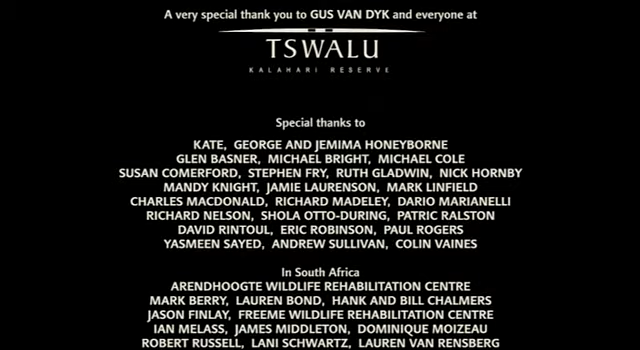 A very special thank you to GUS VAN DYK and everyone at
TSWALU
KALAHARI RESERVE
Special thanks to
KATE, GEORGE AND JEMIMA HONEYBORNE
GLEN BASNER, MICHAEL BRIGHT, MICHAEL COLE
SUSAN COMERFORD, STEPHEN FRY, RUTH GLADWIN, NICK HORNBY
MANDY KNIGHT, JAMIE LAURENSON, MARK LINFIELD
CHARLES MACDONALD, RICHARD MADELEY, DARIO MARIANELLI
RICHARD NELSON, SHOLA OTTO-DURING, PATRIC RALSTON
DAVID RINTOUL, ERIC ROBINSON, PAUL ROGERS
YASMEEN SAYED, ANDREW SULLIVAN, COLIN VAINES
In South Africa
ARENDHOOGTE WILDLIFE REHABILITATION CENTRE
MARK BERRY, LAUREN BOND, HANK AND BILL CHALMERS
JASON FINLAY, FREEME WILDLIFE REHABILITATION CENTRE
IAN MELASS, JAMES MIDDLETON, DOMINIQUE MOIZEAU
ROBERT RUSSELL, LANI SCHWARTZ, LAUREN VAN RENSBERG